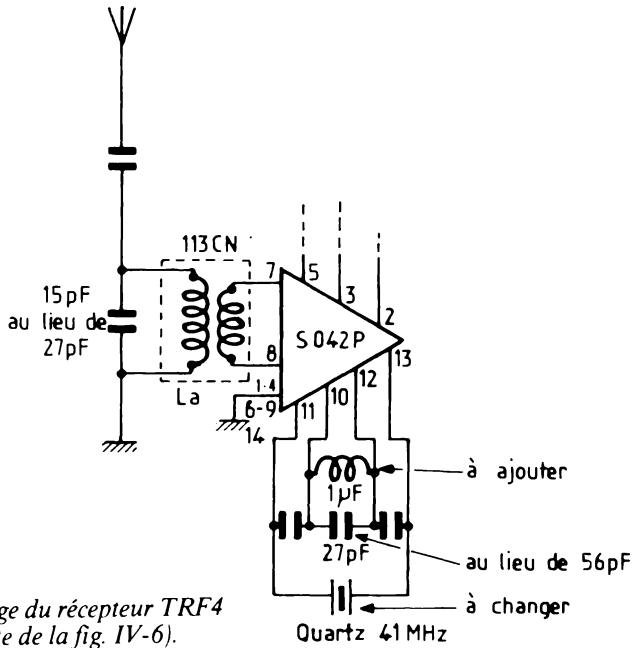 113CN
15pF
au lieu de
27pF
La
7
8
1-4
6-9
14
S042P
5
3
2
13
12
10
11
1µF
27pF
à ajouter
au lieu de 56pF
à changer
Quartz 41MHz
ge du récepteur TRF4
e de la fig. IV-6).